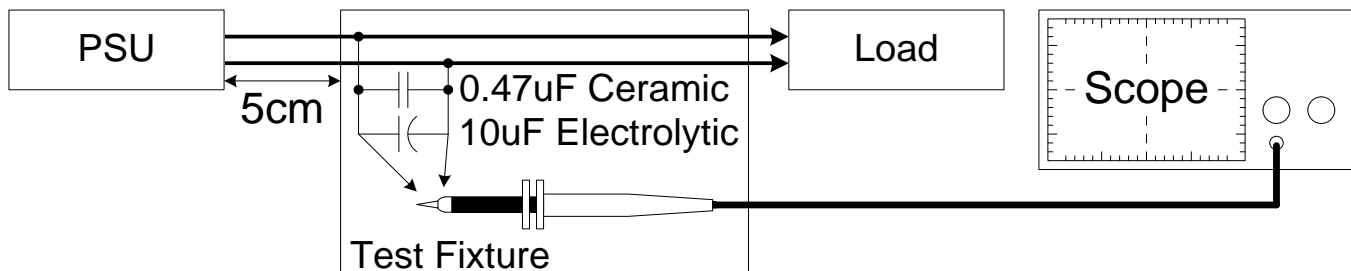 PSU
Load
Scope
5cm
0.47uF Ceramic
10uF Electrolytic
Test Fixture